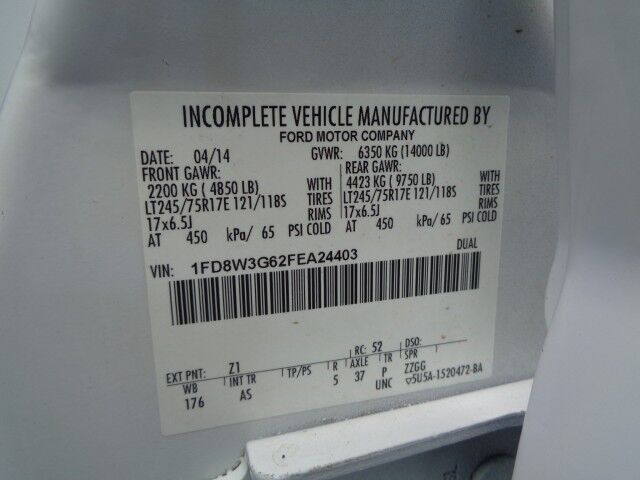 INCOMPLETE VEHICLE MANUFACTURED BY
FORD MOTOR COMPANY
DATE: 04/14 GVWR: 6350 KG (14000 LB)
FRONT GAWR: REAR GAWR:
2200 KG ( 4850 LB) WITH 4423 KG ( 9750 LB) WITH
LT245/75R17E 121/118S TIRES LT245/75R17E 121/118S TIRES
17x6.5J RIMS 17x6.5J RIMS
AT 450 kPa/ 65 PSI COLD AT 450 kPa/ 65 PSI COLD
DUAL
VIN: 1FD8W3G62FEA24403
EXT PNT: Z1 RC: 52 DSO:
WB INT TR TP/PS R AXLE TR SPR
176 AS 5 37 P ZZGG
UNC ▽5U5A-1520472-BA